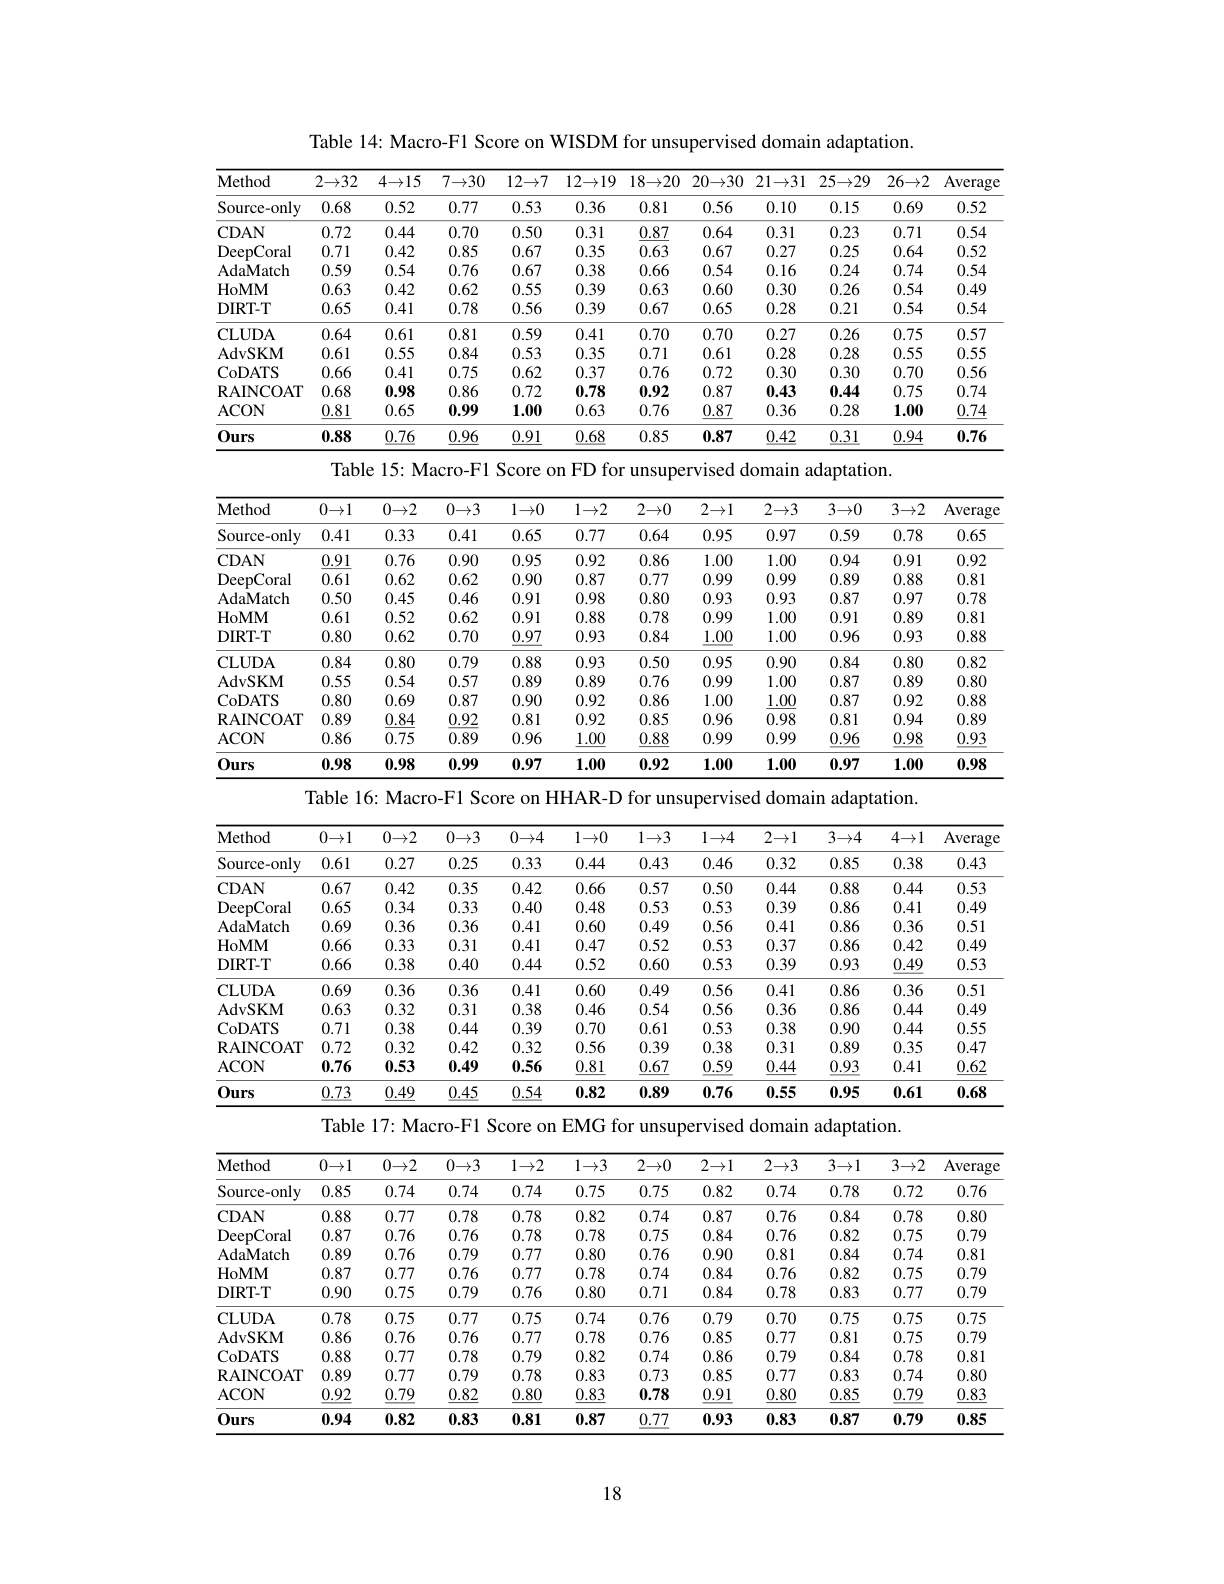 Table 14: Macro-F1 Score on WISDM for unsupervised domain adaptation.
Method 2→32 4→15 7→30 12→7 12→19 18→20 20→30 21→31 25→29 26→2 Average
Source-only 0.68 0.52 0.77 0.53 0.36 0.81 0.56 0.10 0.15 0.69 0.52
CDAN 0.72 0.44 0.70 0.50 0.31 0.87 0.64 0.31 0.23 0.71 0.54
DeepCoral 0.71 0.42 0.85 0.67 0.35 0.63 0.67 0.27 0.25 0.64 0.52
AdaMatch 0.59 0.54 0.76 0.67 0.38 0.66 0.54 0.16 0.24 0.74 0.54
HoMM 0.63 0.42 0.62 0.55 0.39 0.63 0.60 0.30 0.26 0.54 0.49
DIRT-T 0.65 0.41 0.78 0.56 0.39 0.67 0.65 0.28 0.21 0.54 0.54
CLUDA 0.64 0.61 0.81 0.59 0.41 0.70 0.70 0.27 0.26 0.75 0.57
AdvSKM 0.61 0.55 0.84 0.53 0.35 0.71 0.61 0.28 0.28 0.55 0.55
CoDATS 0.66 0.41 0.75 0.62 0.37 0.76 0.72 0.30 0.30 0.70 0.56
RAINCOAT 0.68 0.98 0.86 0.72 0.78 0.92 0.87 0.43 0.44 0.75 0.74
ACON 0.81 0.65 0.99 1.00 0.63 0.76 0.87 0.36 0.28 1.00 0.74
Ours 0.88 0.76 0.96 0.91 0.68 0.85 0.87 0.42 0.31 0.94 0.76
Table 15: Macro-F1 Score on FD for unsupervised domain adaptation.
Method 0→1 0→2 0→3 1→0 1→2 2→0 2→1 2→3 3→0 3→2 Average
Source-only 0.41 0.33 0.41 0.65 0.77 0.64 0.95 0.97 0.59 0.78 0.65
CDAN 0.91 0.76 0.90 0.95 0.92 0.86 1.00 1.00 0.94 0.91 0.92
DeepCoral 0.61 0.62 0.62 0.90 0.87 0.77 0.99 0.99 0.89 0.88 0.81
AdaMatch 0.50 0.45 0.46 0.91 0.98 0.80 0.93 0.93 0.87 0.97 0.78
HoMM 0.61 0.52 0.62 0.91 0.88 0.78 0.99 1.00 0.91 0.89 0.81
DIRT-T 0.80 0.62 0.70 0.97 0.93 0.84 1.00 1.00 0.96 0.93 0.88
CLUDA 0.84 0.80 0.79 0.88 0.93 0.50 0.95 0.90 0.84 0.80 0.82
AdvSKM 0.55 0.54 0.57 0.89 0.89 0.76 0.99 1.00 0.87 0.89 0.80
CoDATS 0.80 0.69 0.87 0.90 0.92 0.86 1.00 1.00 0.87 0.92 0.88
RAINCOAT 0.89 0.84 0.92 0.81 0.92 0.85 0.96 0.98 0.81 0.94 0.89
ACON 0.86 0.75 0.89 0.96 1.00 0.88 0.99 0.99 0.96 0.98 0.93
Ours 0.98 0.98 0.99 0.97 1.00 0.92 1.00 1.00 0.97 1.00 0.98
Table 16: Macro-F1 Score on HHAR-D for unsupervised domain adaptation.
Method 0→1 0→2 0→3 0→4 1→0 1→3 1→4 2→1 3→4 4→1 Average
Source-only 0.61 0.27 0.25 0.33 0.44 0.43 0.46 0.32 0.85 0.38 0.43
CDAN 0.67 0.42 0.35 0.42 0.66 0.57 0.50 0.44 0.88 0.44 0.53
DeepCoral 0.65 0.34 0.33 0.40 0.48 0.53 0.53 0.39 0.86 0.41 0.49
AdaMatch 0.69 0.36 0.36 0.41 0.60 0.49 0.56 0.41 0.86 0.36 0.51
HoMM 0.66 0.33 0.31 0.41 0.47 0.52 0.53 0.37 0.86 0.42 0.49
DIRT-T 0.66 0.38 0.40 0.44 0.52 0.60 0.53 0.39 0.93 0.49 0.53
CLUDA 0.69 0.36 0.36 0.41 0.60 0.49 0.56 0.41 0.86 0.36 0.51
AdvSKM 0.63 0.32 0.31 0.38 0.46 0.54 0.56 0.36 0.86 0.44 0.49
CoDATS 0.71 0.38 0.44 0.39 0.70 0.61 0.53 0.38 0.90 0.44 0.55
RAINCOAT 0.72 0.32 0.42 0.32 0.56 0.39 0.38 0.31 0.89 0.35 0.47
ACON 0.76 0.53 0.49 0.56 0.81 0.67 0.59 0.44 0.93 0.41 0.62
Ours 0.73 0.49 0.45 0.54 0.82 0.89 0.76 0.55 0.95 0.61 0.68
Table 17: Macro-F1 Score on EMG for unsupervised domain adaptation.
Method 0→1 0→2 0→3 1→2 1→3 2→0 2→1 2→3 3→1 3→2 Average
Source-only 0.85 0.74 0.74 0.74 0.75 0.75 0.82 0.74 0.78 0.72 0.76
CDAN 0.88 0.77 0.78 0.78 0.82 0.74 0.87 0.76 0.84 0.78 0.80
DeepCoral 0.87 0.76 0.76 0.78 0.78 0.75 0.84 0.76 0.82 0.75 0.79
AdaMatch 0.89 0.76 0.79 0.77 0.80 0.76 0.90 0.81 0.84 0.74 0.81
HoMM 0.87 0.77 0.76 0.77 0.78 0.74 0.84 0.76 0.82 0.75 0.79
DIRT-T 0.90 0.75 0.79 0.76 0.80 0.71 0.84 0.78 0.83 0.77 0.79
CLUDA 0.78 0.75 0.77 0.75 0.74 0.76 0.79 0.70 0.75 0.75 0.75
AdvSKM 0.86 0.76 0.76 0.77 0.78 0.76 0.85 0.77 0.81 0.75 0.79
CoDATS 0.88 0.77 0.78 0.79 0.82 0.74 0.86 0.79 0.84 0.78 0.81
RAINCOAT 0.89 0.77 0.79 0.78 0.83 0.73 0.85 0.77 0.83 0.74 0.80
ACON 0.92 0.79 0.82 0.80 0.83 0.78 0.91 0.80 0.85 0.79 0.83
Ours 0.94 0.82 0.83 0.81 0.87 0.77 0.93 0.83 0.87 0.79 0.85
18